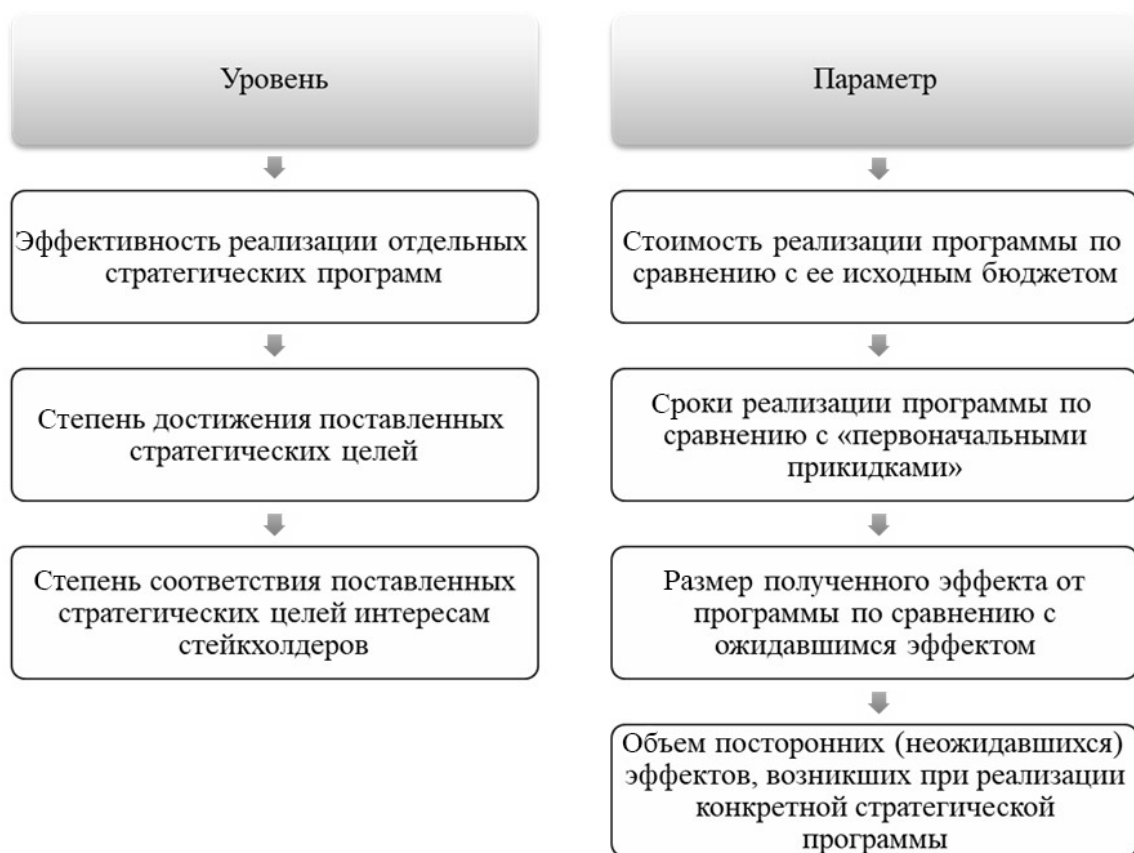 Уровень
Эффективность реализации отдельных
стратегических программ
Степень достижения поставленных
стратегических целей
Степень соответствия поставленных
стратегических целей интересам
стейкхолдеров
Параметр
Стоимость реализации программы по
сравнению с ее исходным бюджетом
Сроки реализации программы по
сравнению с «первоначальными
прикидками»
Размер полученного эффекта от
программы по сравнению с
ожидавшимся эффектом
Объем посторонних (неожидавшихся)
эффектов, возникших при реализации
конкретной стратегической
программы